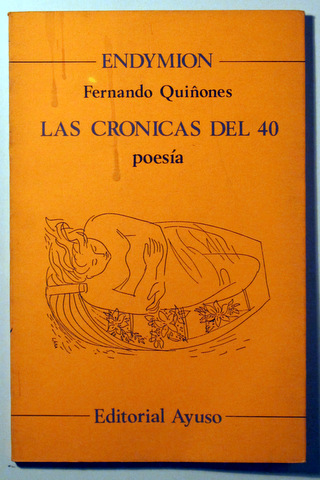 ENDYMION
Fernando Quiñones
LAS CRONICAS DEL 40
poesía
Editorial Ayuso